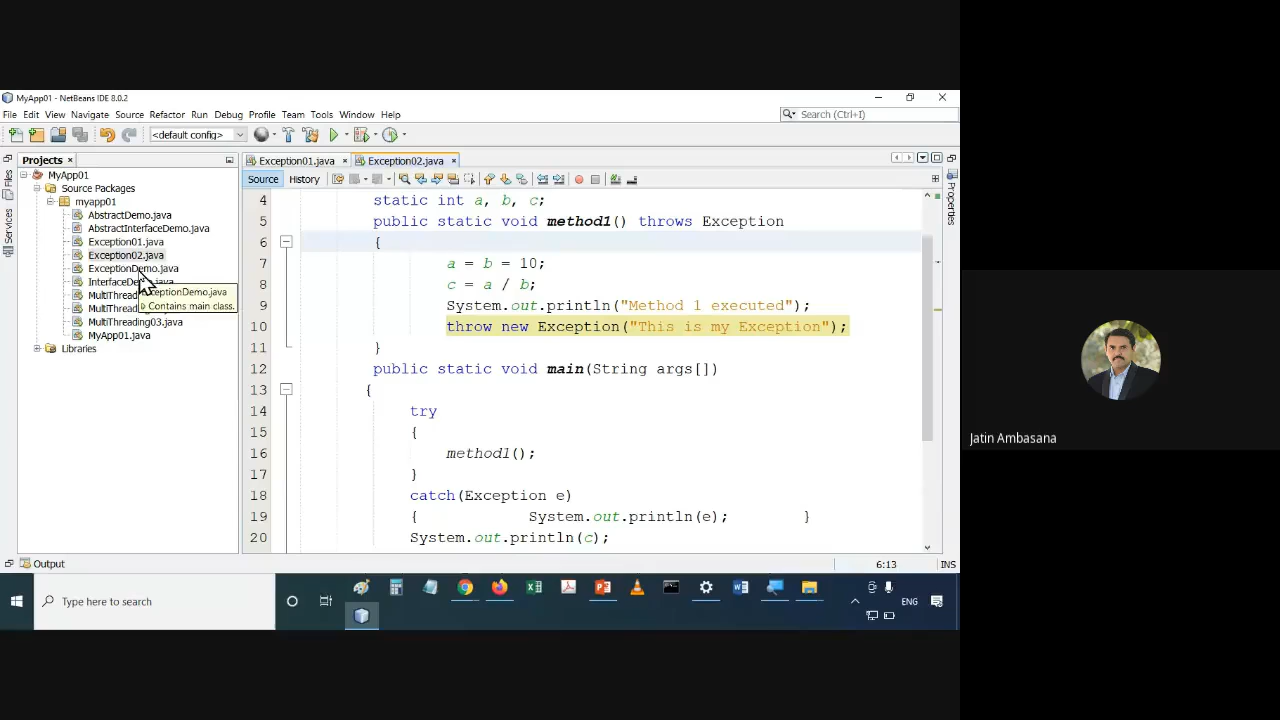 MyApp01 - NetBeans IDE 8.0.2
File Edit View Navigate Source Refactor Run Debug Profile Team Tools Window Help
Search (Ctrl+I)
<default config>
Projects
Exception01.java
Exception02.java
Files
Services
Properties
Source History
MyApp01
Source Packages
myapp01
AbstractDemo.java
AbstractInterfaceDemo.java
Exception01.java
Exception02.java
ExceptionDemo.java
MultiThreading03.java
MyApp01.java
Libraries
Contains main class.
4 static int a, b, c;
5 public static void method1() throws Exception
6 {
7 a = b = 10;
8 c = a / b;
9 System.out.println("Method 1 executed");
10 throw new Exception("This is my Exception");
11 }
12 public static void main(String args[])
13 {
14 try
15 {
16 method1();
17 }
18 catch(Exception e)
19 { System.out.println(e); }
20 System.out.println(c);
Output
6:13 INS
Type here to search
ENG
Jatin Ambasana